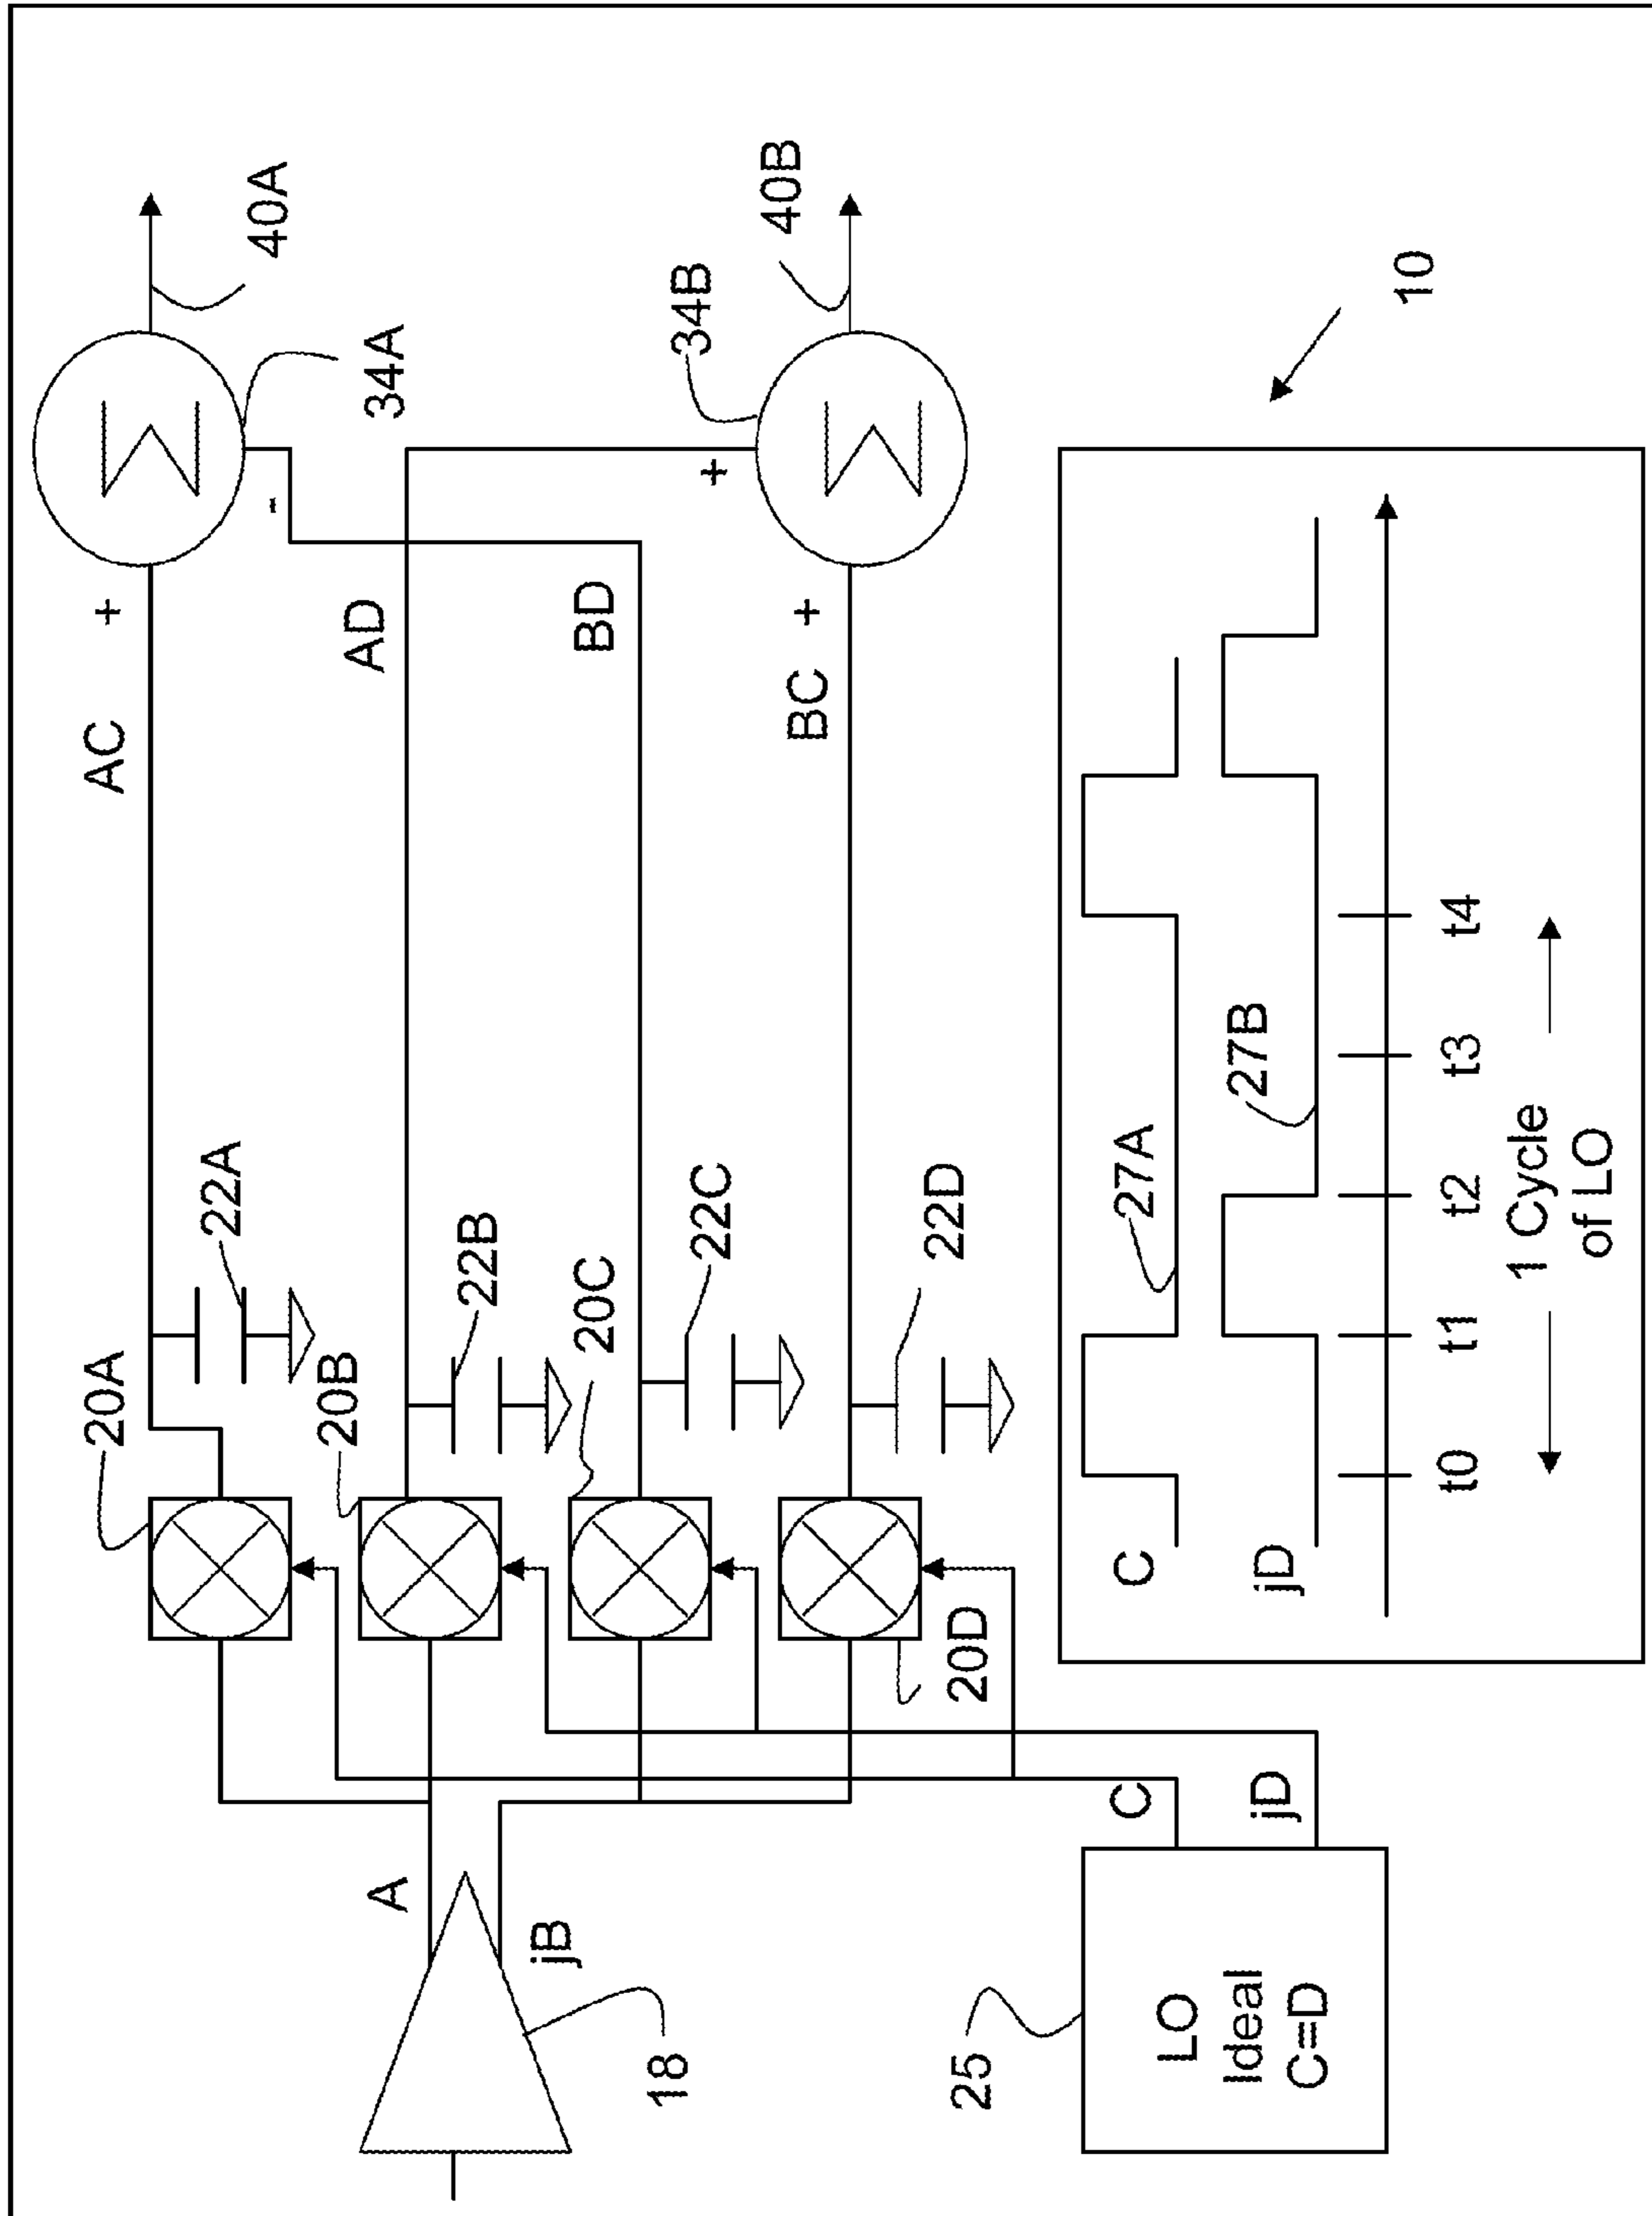 20A
22A
AC +
40A
-
34A
A
20B
22B
AD
jB
20C
22C
BD
+
34B
18
20D
22D
BC +
40B
25
LO
Ideal
C=D
C
jD
C
27A
jD
27B
t0 t1 t2 t3 t4
1 Cycle
of LO
10
Σ
Σ